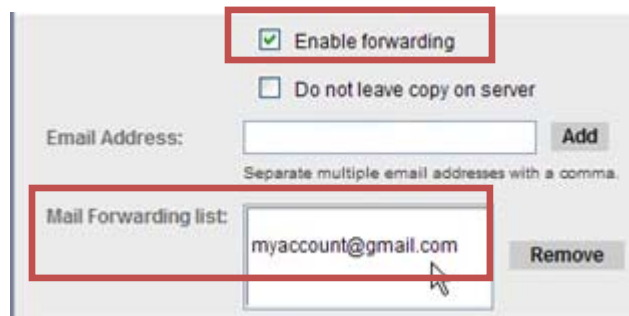 Enable forwarding
Do not leave copy on server
Email Address:
Add
Separate multiple email addresses with a comma.
Mail Forwarding list:
myaccount@gmail.com
Remove